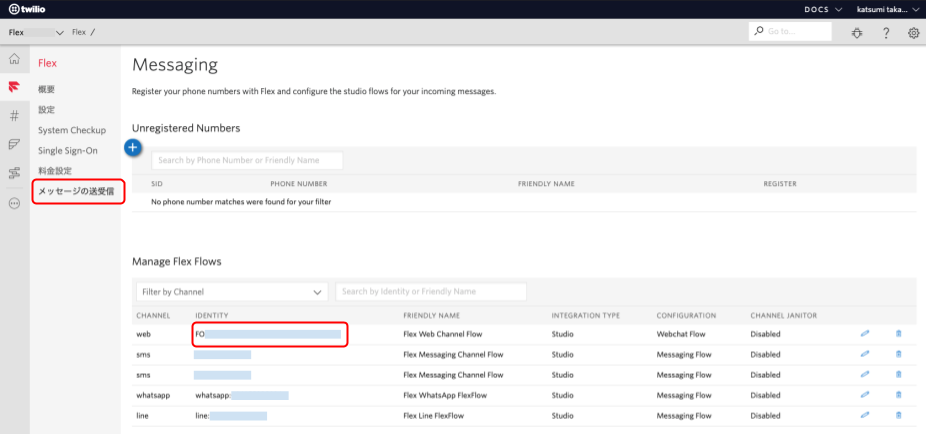 twilio DOCS katsumi taka...
Flex Flex / Go to... ?
Flex
概要
設定
System Checkup
Single Sign-On
料金設定
メッセージの送受信
Messaging
Register your phone numbers with Flex and configure the studio flows for your incoming messages.
Unregistered Numbers
Search by Phone Number or Friendly Name
SID PHONE NUMBER FRIENDLY NAME REGISTER
No phone number matches were found for your filter
Manage Flex Flows
Filter by Channel Search by Identity or Friendly Name
CHANNEL IDENTITY FRIENDLY NAME INTEGRATION TYPE CONFIGURATION CHANNEL JANITOR
web FO Flex Web Channel Flow Studio Webchat Flow Disabled
sms Flex Messaging Channel Flow Studio Messaging Flow Disabled
sms Flex Messaging Channel Flow Studio Messaging Flow Disabled
whatsapp whatsapp: Flex WhatsApp FlexFlow Studio Messaging Flow Disabled
line line: Flex Line FlexFlow Studio Messaging Flow Disabled